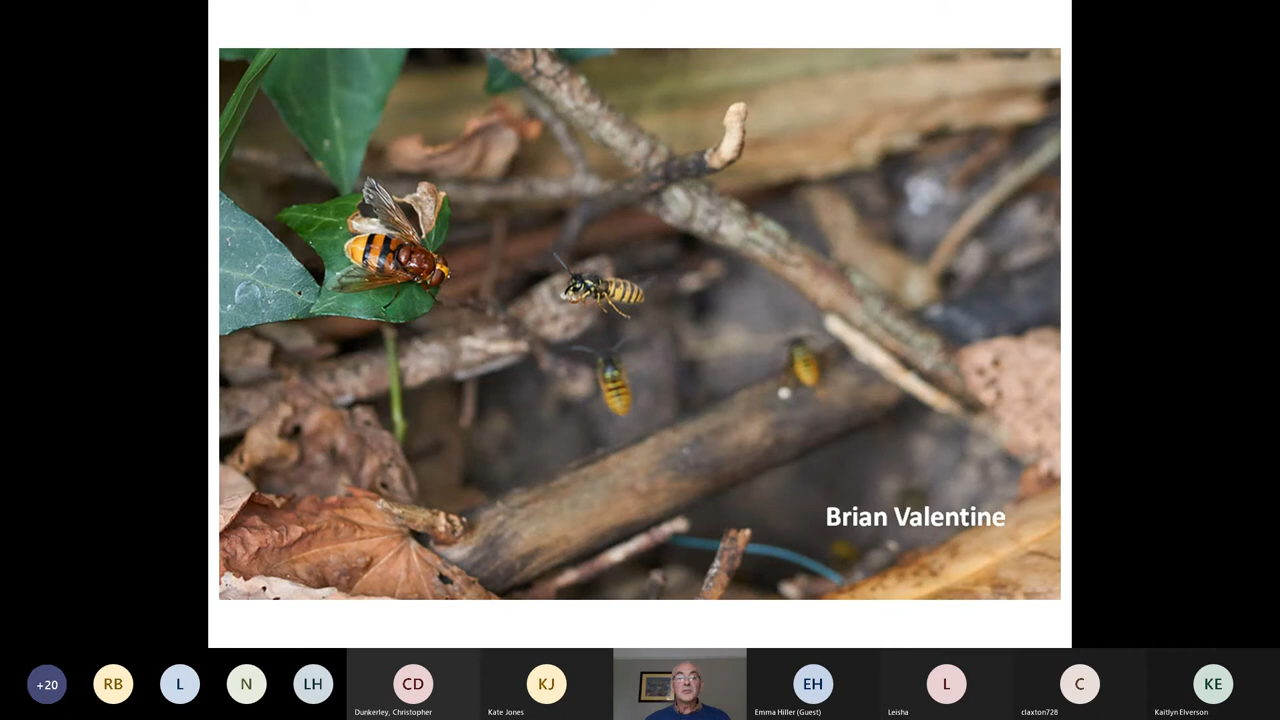 Brian Valentine
+20
RB
L
N
LH
CD
KJ
EH
L
C
KE
Dunkerley, Christopher
Kate Jones
Emma Hiller (Guest)
Leisha
claxton728
Kaitlyn Elverson